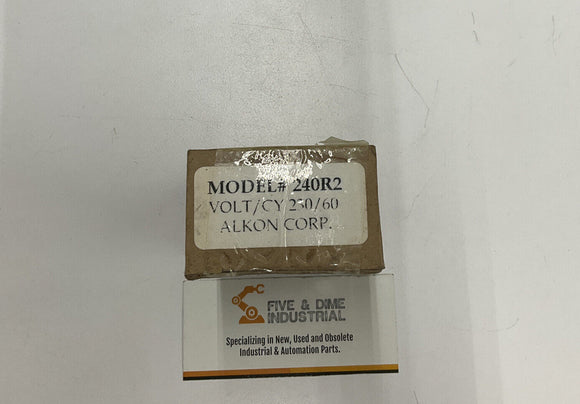 MODEL# 240R2
VOLT/CY 230/60
ALKON CORP.
FIVE & DIME
INDUSTRIAL
Specializing in New, Used and Obsolete
Industrial & Automation Parts.